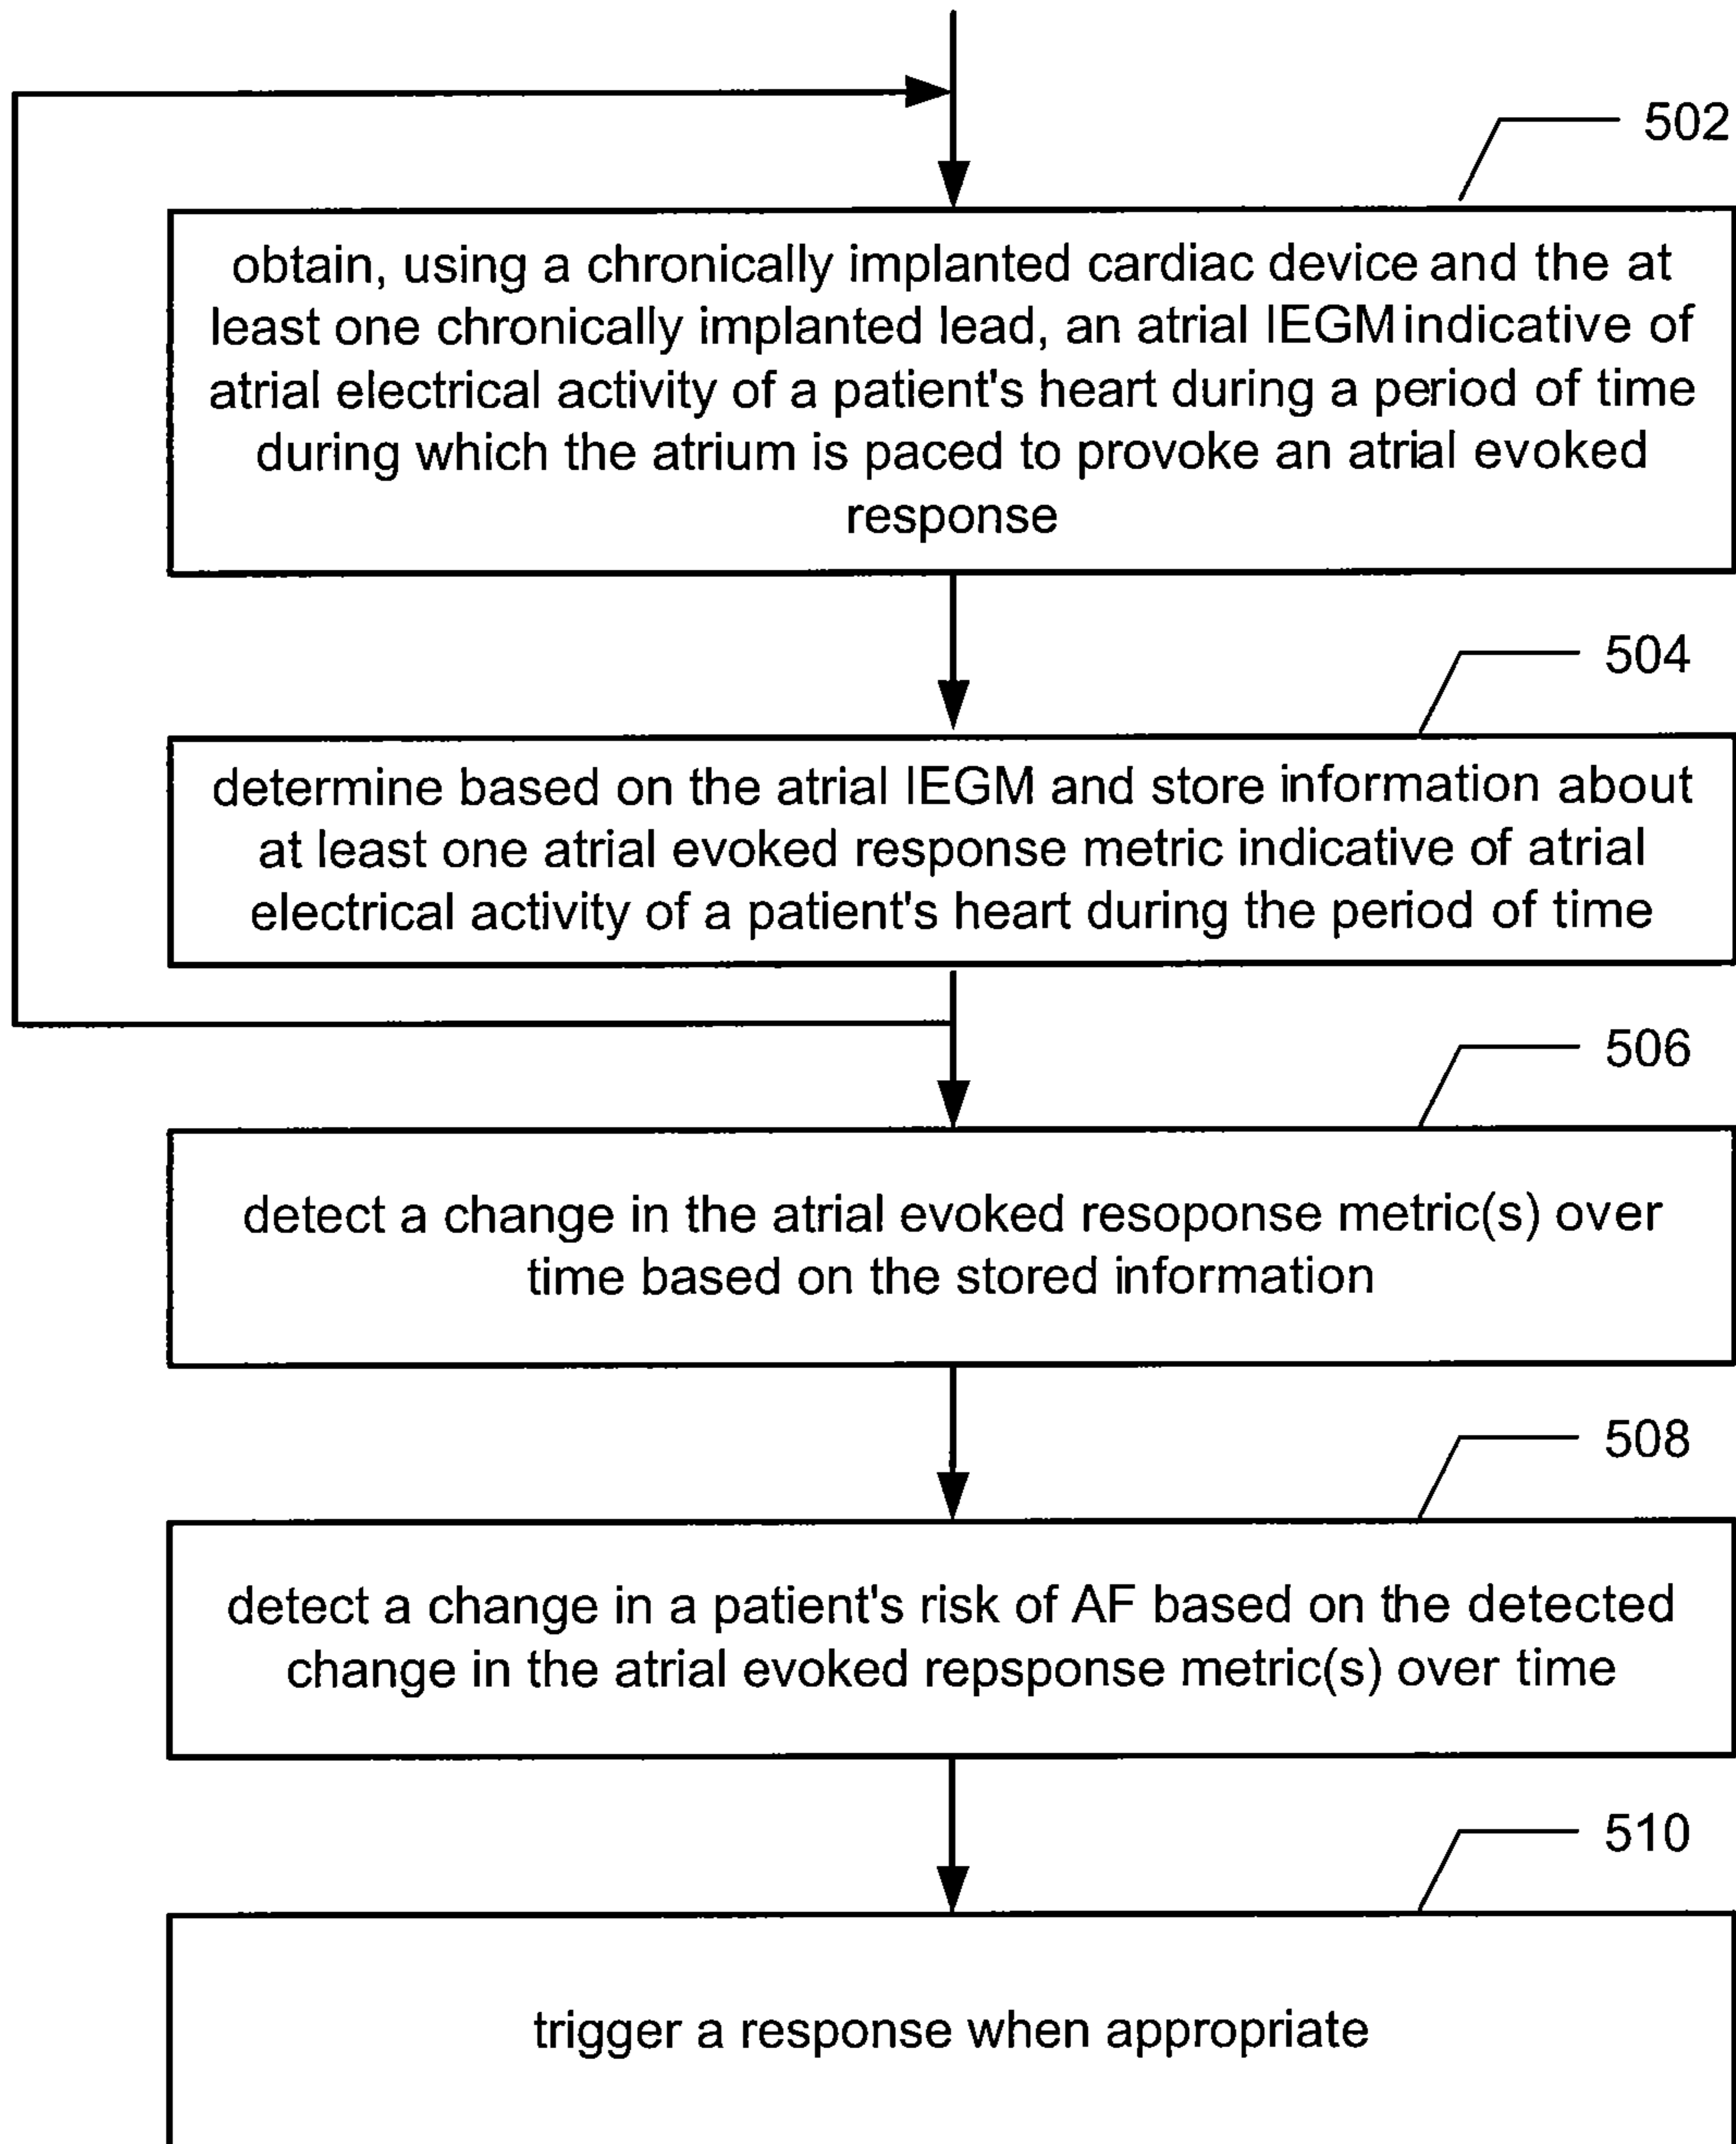 502
obtain, using a chronically implanted cardiac device and the at
least one chronically implanted lead, an atrial IEGM indicative of
atrial electrical activity of a patient's heart during a period of time
during which the atrium is paced to provoke an atrial evoked
response
504
determine based on the atrial IEGM and store information about
at least one atrial evoked response metric indicative of atrial
electrical activity of a patient's heart during the period of time
506
detect a change in the atrial evoked resoponse metric(s) over
time based on the stored information
508
detect a change in a patient's risk of AF based on the detected
change in the atrial evoked repsponse metric(s) over time
510
trigger a response when appropriate